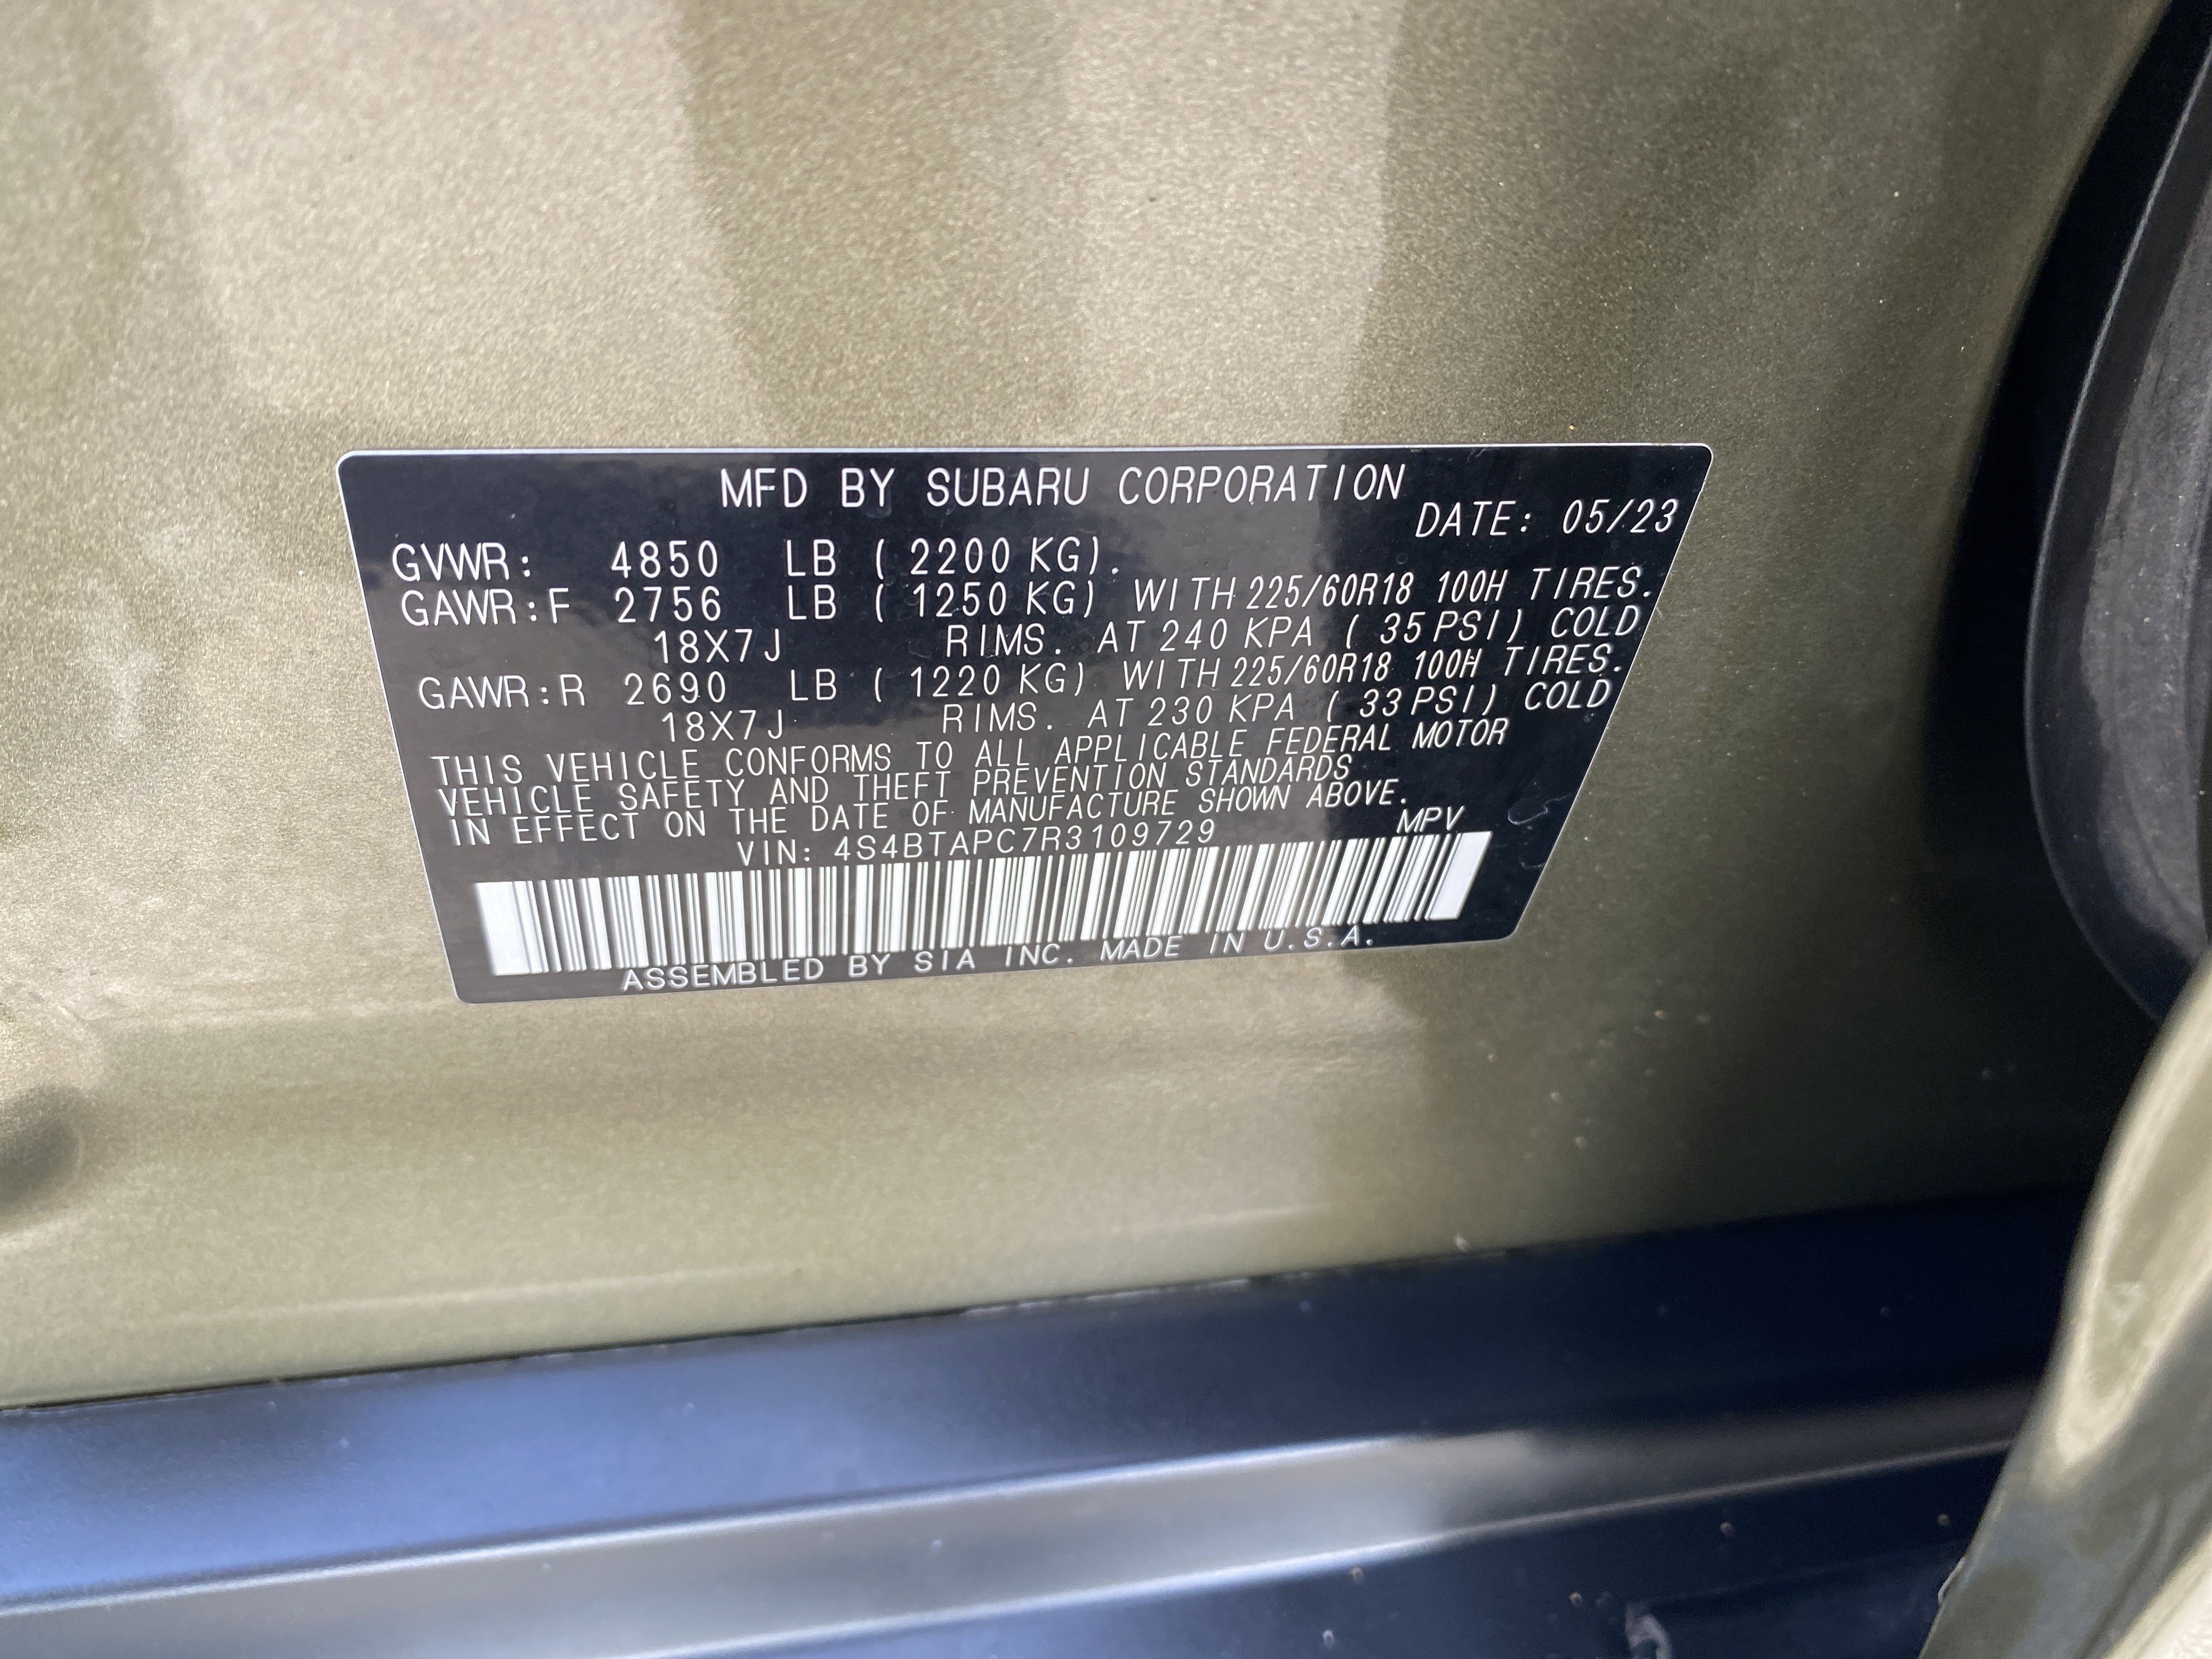 MFD BY SUBARU CORPORATION
DATE: 05/23
GVWR: 4850 LB ( 2200 KG).
GAWR:F 2756 LB ( 1250 KG) WITH 225/60R18 100H TIRES.
18X7J RIMS. AT 240 KPA ( 35 PSI) COLD
GAWR:R 2690 LB ( 1220 KG) WITH 225/60R18 100H TIRES.
18X7J RIMS. AT 230 KPA ( 33 PSI) COLD
THIS VEHICLE CONFORMS TO ALL APPLICABLE FEDERAL MOTOR
VEHICLE SAFETY AND THEFT PREVENTION STANDARDS
IN EFFECT ON THE DATE OF MANUFACTURE SHOWN ABOVE.
VIN: 4S4BTAPC7R3109729 MPV
ASSEMBLED BY SIA INC. MADE IN U.S.A.